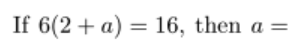 If 6(2 + a) = 16, then a =